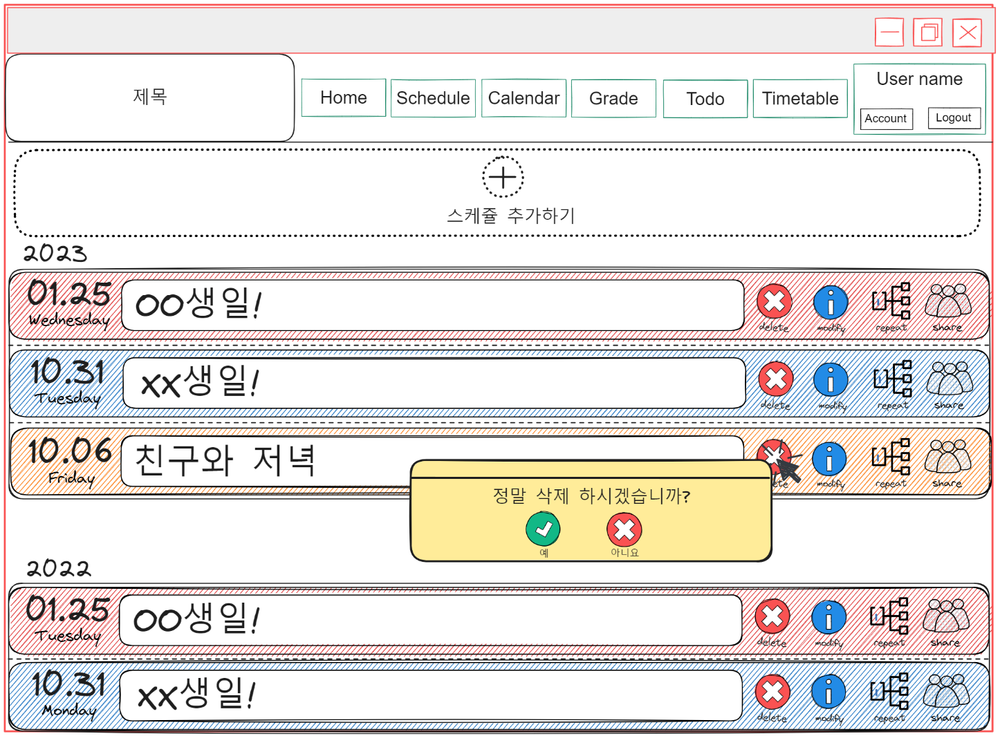 제목
Home
Schedule
Calendar
Grade
Todo
Timetable
User name
Account
Logout
스케쥴 추가하기
2023
01.25
Wednesday
OO생일!
delete
modify
repeat
share
10.31
Tuesday
xx생일!
delete
modify
repeat
share
10.06
Friday
친구와 저녁
ete
modify
repeat
share
정말 삭제 하시겠습니까?
예
아니요
2022
01.25
Tuesday
OO생일!
delete
modify
repeat
share
10.31
Monday
xx생일!
delete
modify
repeat
share